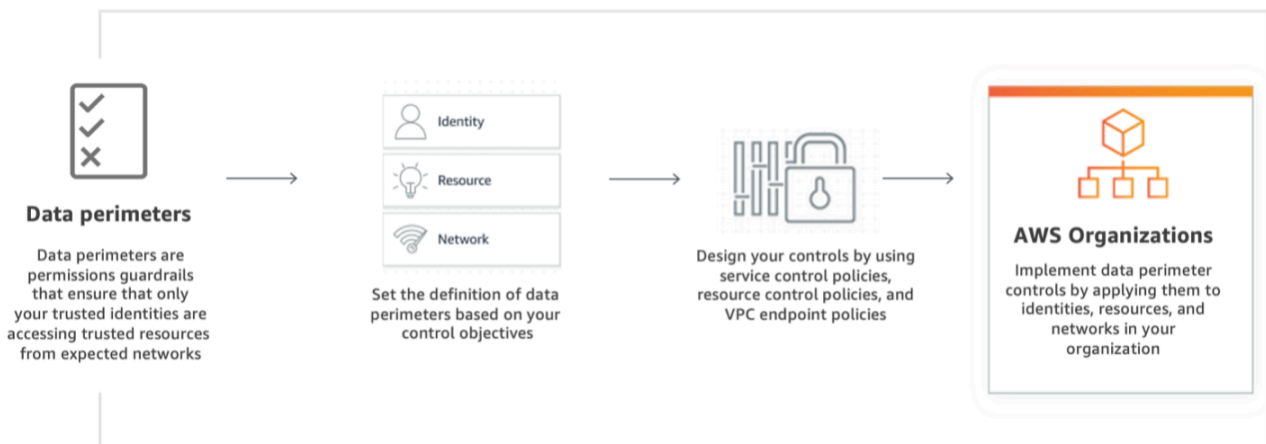 Data perimeters
Data perimeters are
permissions guardrails
that ensure that only
your trusted identities are
accessing trusted resources
from expected networks
Identity
Resource
Network
Set the definition of data
perimeters based on your
control objectives
Design your controls by using
service control policies,
resource control policies, and
VPC endpoint policies
AWS Organizations
Implement data perimeter
controls by applying them to
identities, resources, and
networks in your
organization